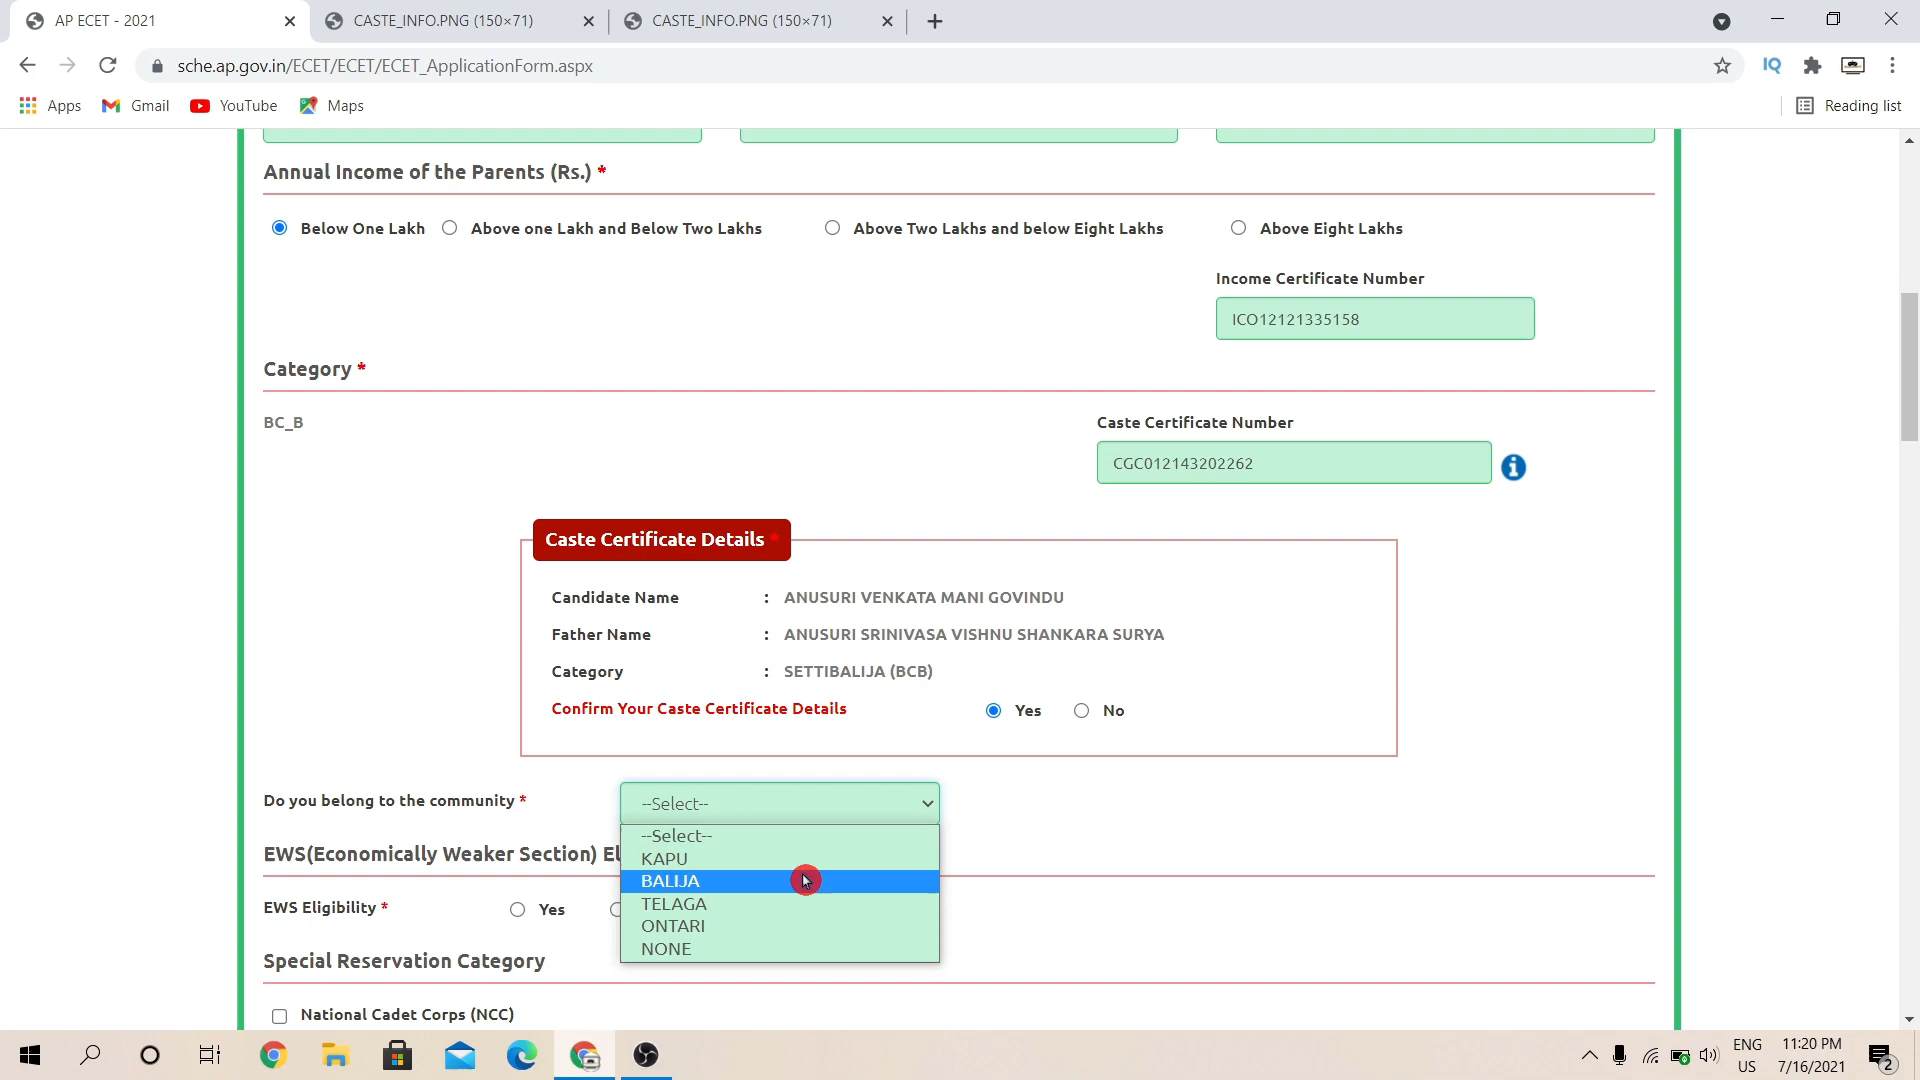 AP ECET - 2021
CASTE_INFO.PNG (150×71)
CASTE_INFO.PNG (150×71)
sche.ap.gov.in/ECET/ECET_ApplicationForm.aspx
IQ
Apps
Gmail
YouTube
Maps
Reading list
Annual Income of the Parents (Rs.) *
Below One Lakh
Above one Lakh and Below Two Lakhs
Above Two Lakhs and below Eight Lakhs
Above Eight Lakhs
Income Certificate Number
ICO12121335158
Category *
BC_B
Caste Certificate Number
CGC012143202262
Caste Certificate Details *
Candidate Name : ANUSURI VENKATA MANI GOVINDU
Father Name : ANUSURI SRINIVASA VISHNU SHANKARA SURYA
Category : SETTIBALIJA (BCB)
Confirm Your Caste Certificate Details Yes No
Do you belong to the community * --Select--
--Select--
KAPU
BALIJA
TELAGA
ONTARI
NONE
EWS(Economically Weaker Section) El
EWS Eligibility * Yes
Special Reservation Category
National Cadet Corps (NCC)
ENG
US
11:20 PM
7/16/2021
2